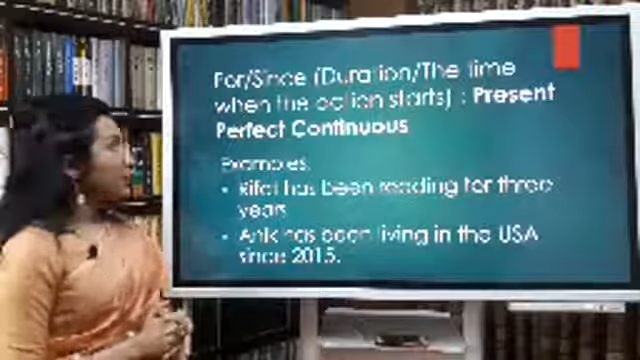 For/Since (Duration/The time
when the action starts) : Present
Perfect Continuous
Examples:
Rifat has been reading for three
years
Anik has been living in the USA
since 2015.